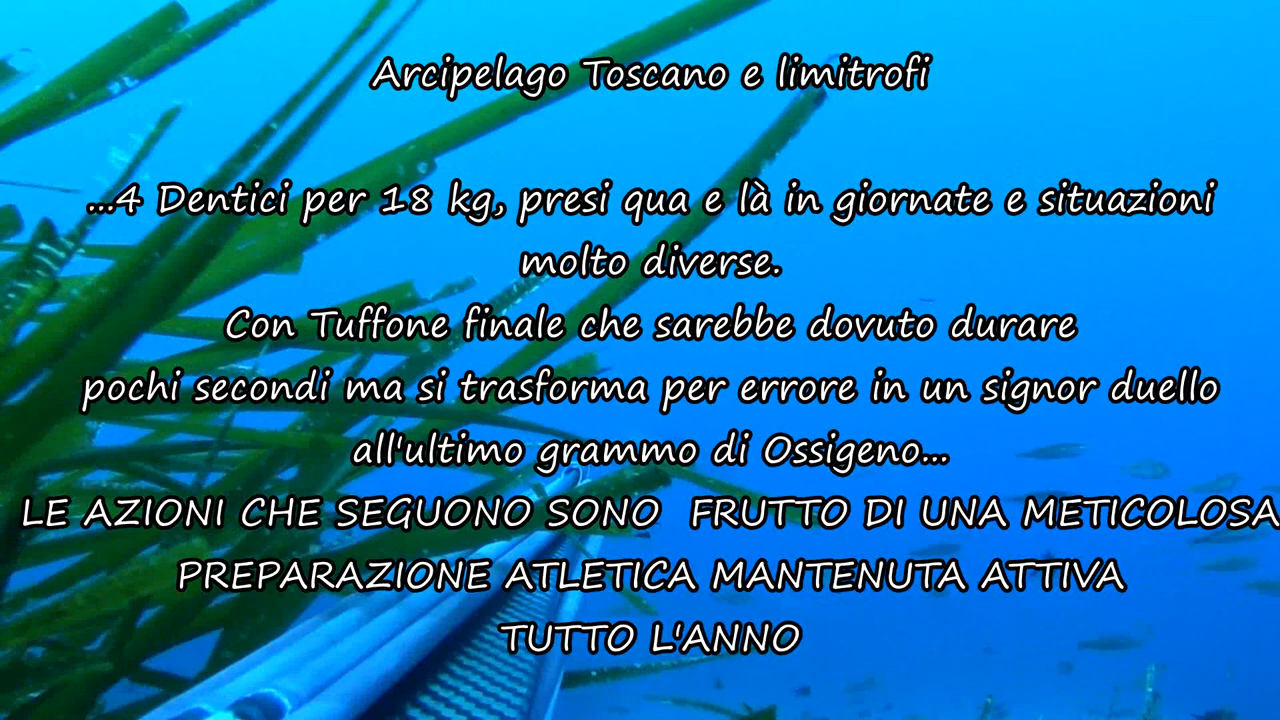 Arcipelago Toscano e limitrofi
...4 Dentici per 18 kg, presi qua e là in giornate e situazioni
molto diverse.
Con Tuffone finale che sarebbe dovuto durare
pochi secondi ma si trasforma per errore in un signor duello
all'ultimo grammo di Ossigeno...
LE AZIONI CHE SEGUONO SONO FRUTTO DI UNA METICOLOSA
PREPARAZIONE ATLETICA MANTENUTA ATTIVA
TUTTO L'ANNO